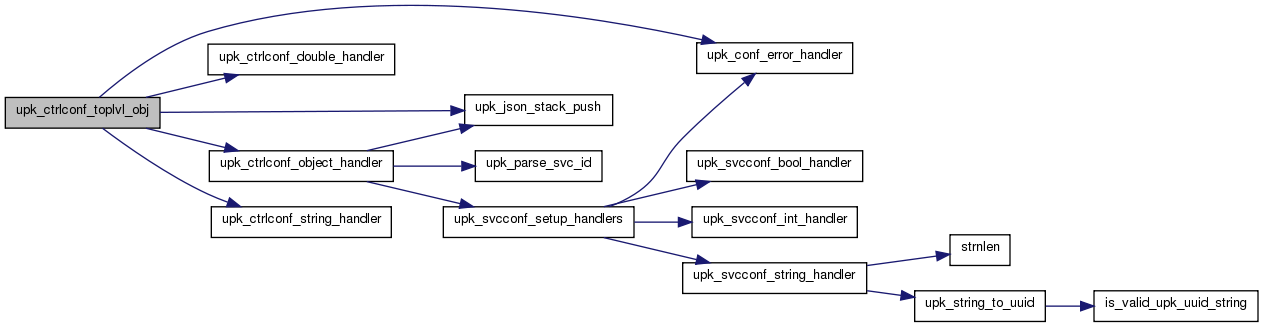 upk_ctrlconf_toplvl_obj
upk_ctrlconf_double_handler
upk_conf_error_handler
upk_json_stack_push
upk_ctrlconf_object_handler
upk_parse_svc_id
upk_svcconf_bool_handler
upk_ctrlconf_string_handler
upk_svcconf_setup_handlers
upk_svcconf_int_handler
upk_svcconf_string_handler
strnlen
upk_string_to_uuid
is_valid_upk_uuid_string